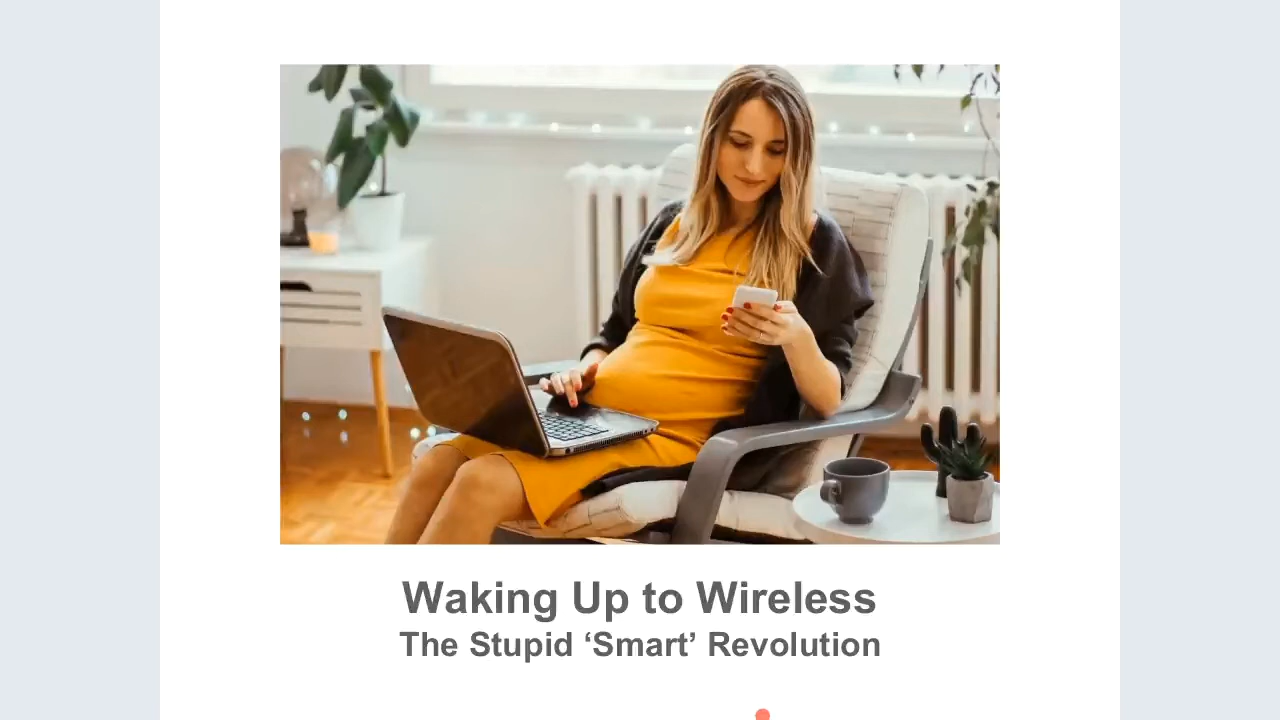 Waking Up to Wireless
The Stupid ‘Smart’ Revolution